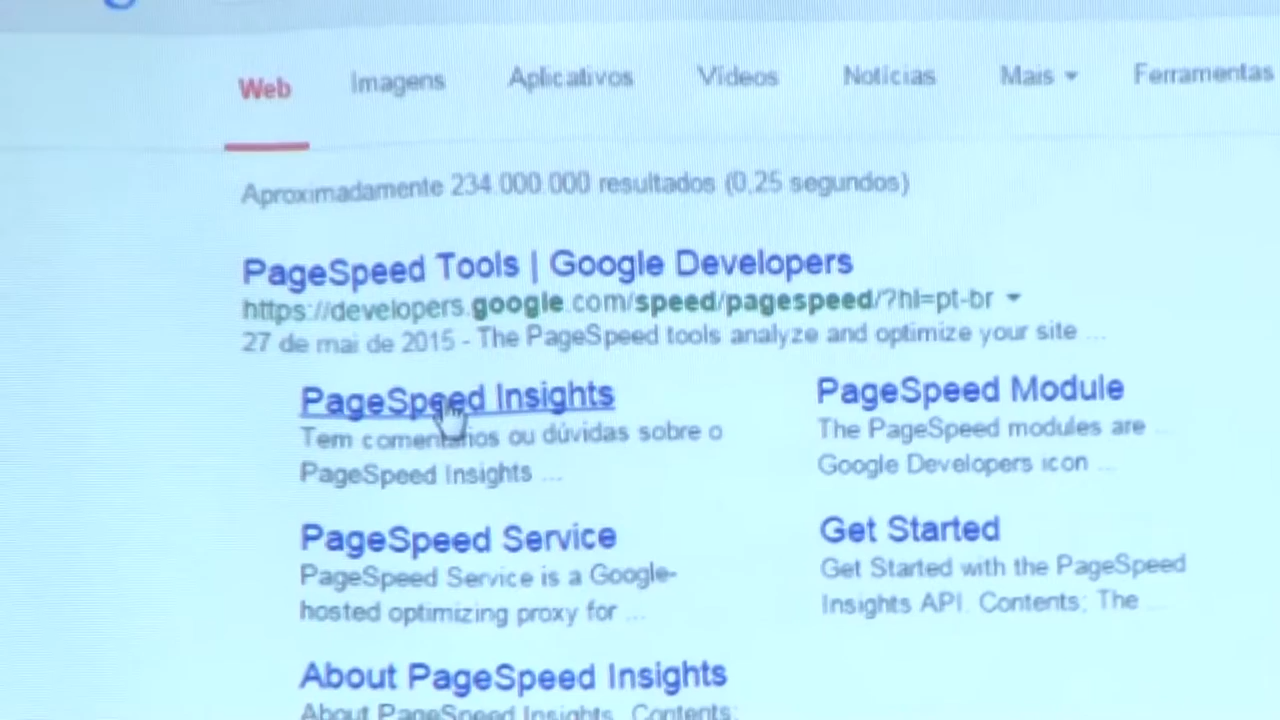 Web Imagens Aplicativos Vídeos Notícias Mais Ferramentas
Aproximadamente 234.000.000 resultados (0,25 segundos)
PageSpeed Tools | Google Developers
https://developers.google.com/speed/pagespeed/?hl=pt-br
27 de mai de 2015 - The PageSpeed tools analyze and optimize your site ...
PageSpeed Insights
Tem comentários ou dúvidas sobre o
PageSpeed Insights ...
PageSpeed Module
The PageSpeed modules are ...
Google Developers icon ...
PageSpeed Service
PageSpeed Service is a Google-
hosted optimizing proxy for ...
Get Started
Get Started with the PageSpeed
Insights API. Contents; The ...
About PageSpeed Insights
About PageSpeed Insights. Contents;